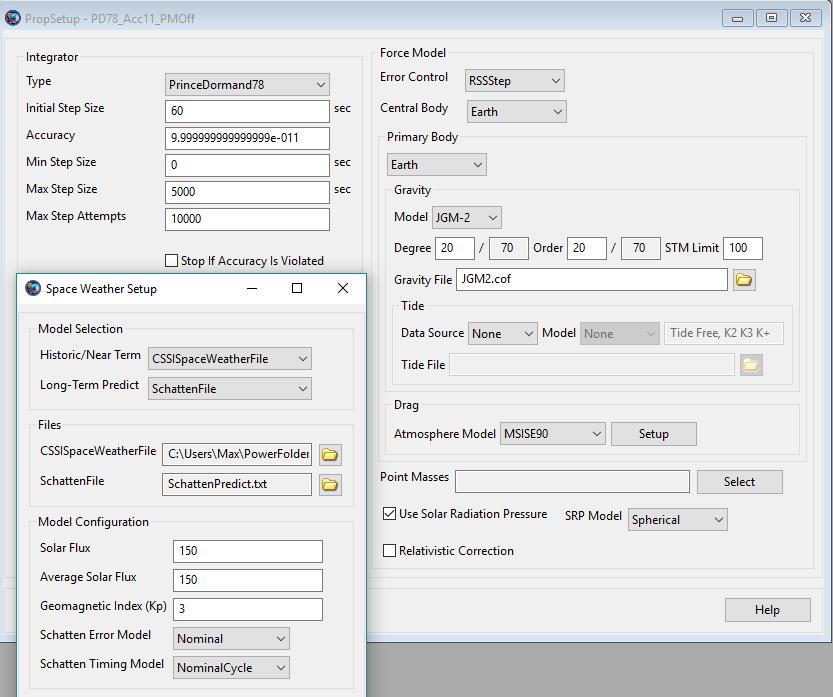 PropSetup - PD78_Acc11_PMOff
Integrator
Type PrinceDormand78
Initial Step Size 60 sec
Accuracy 9.999999999999999e-011
Min Step Size 0 sec
Max Step Size 5000 sec
Max Step Attempts 10000
Stop If Accuracy Is Violated
Force Model
Error Control RSSStep
Central Body Earth
Primary Body
Earth
Gravity
Model JGM-2
Degree 20 / 70 Order 20 / 70 STM Limit 100
Gravity File JGM2.cof
Tide
Data Source None Model None Tide Free, K2 K3 K+
Tide File
Drag
Atmosphere Model MSISE90 Setup
Point Masses Select
Use Solar Radiation Pressure SRP Model Spherical
Relativistic Correction
Help
Space Weather Setup
Model Selection
Historic/Near Term CSSISpaceWeatherFile
Long-Term Predict SchattenFile
Files
CSSISpaceWeatherFile C:\Users\Max\PowerFolder
SchattenFile SchattenPredict.txt
Model Configuration
Solar Flux 150
Average Solar Flux 150
Geomagnetic Index (Kp) 3
Schatten Error Model Nominal
Schatten Timing Model NominalCycle